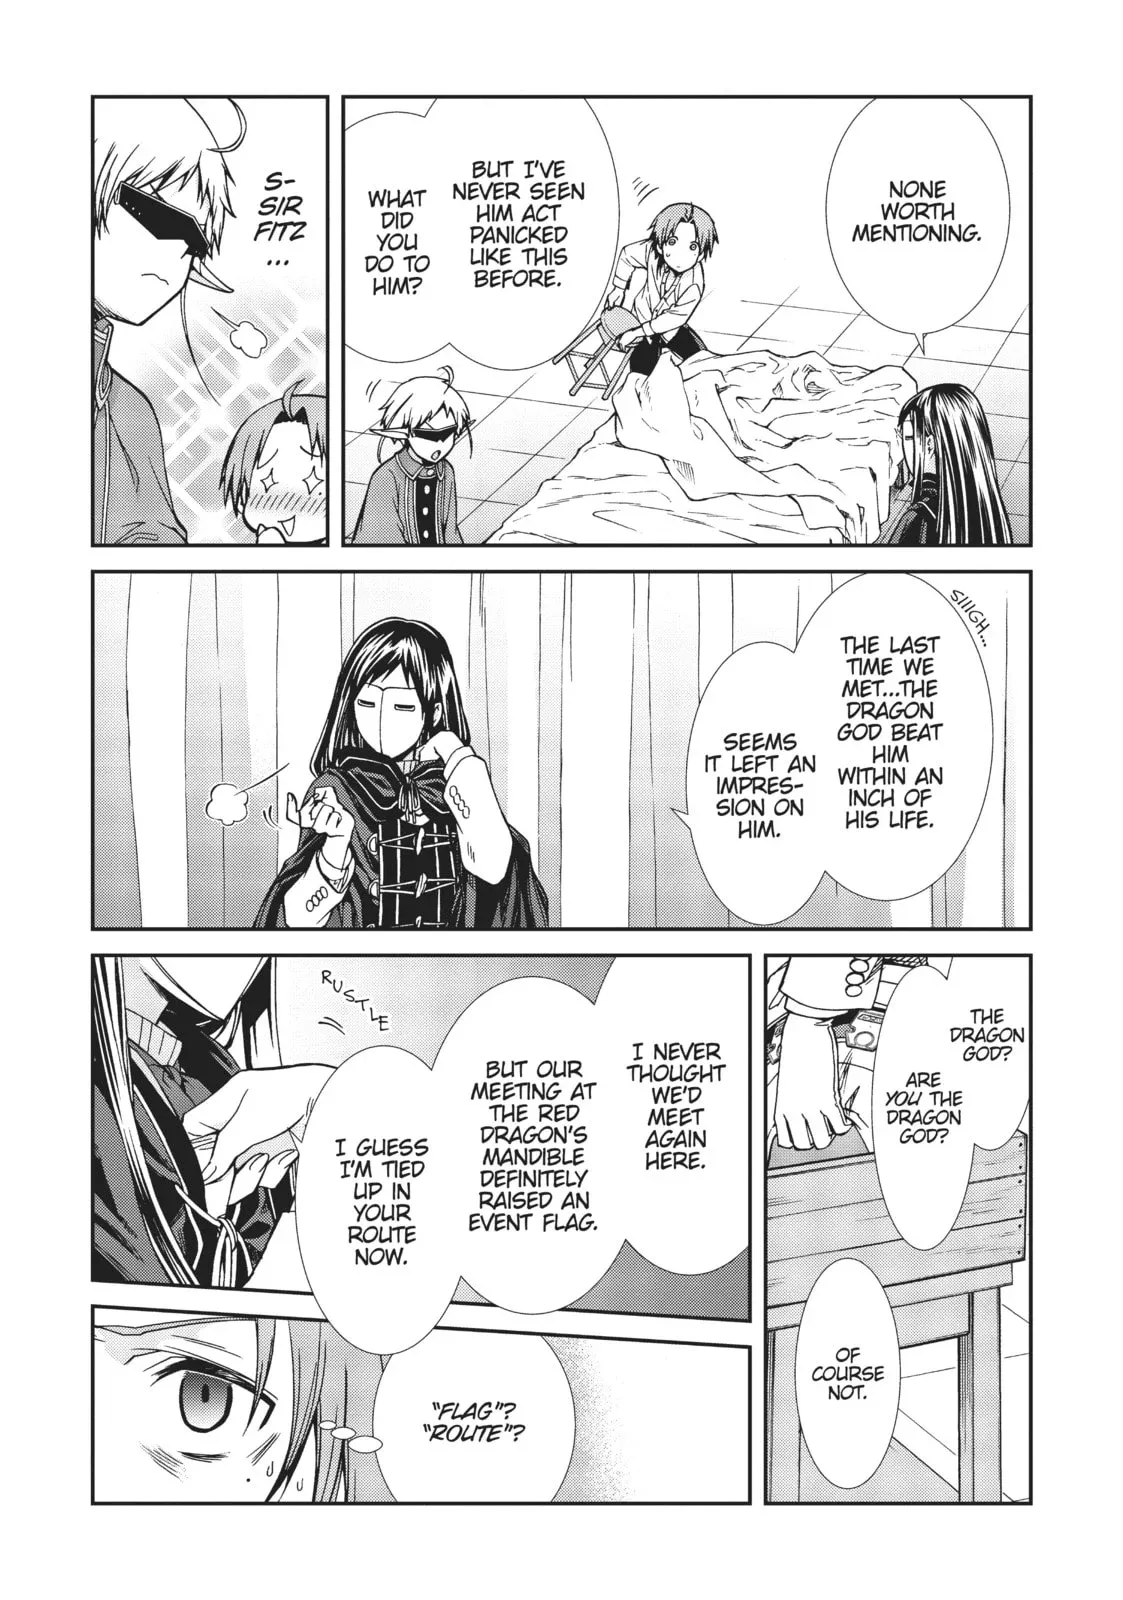 NONE
WORTH
MENTIONING.
BUT I'VE
NEVER SEEN
HIM ACT
PANICKED
LIKE THIS
BEFORE.
WHAT
DID
YOU
DO TO
HIM?
S-
SIR
FITZ
...
SIIIGH...
THE LAST
TIME WE
MET...THE
DRAGON
GOD BEAT
HIM
WITHIN AN
INCH OF
HIS LIFE.
SEEMS
IT LEFT AN
IMPRES-
SION ON
HIM.
THE
DRAGON
GOD?
ARE
YOU THE
DRAGON
GOD?
OF
COURSE
NOT.
I NEVER
THOUGHT
WE'D
MEET
AGAIN
HERE.
BUT OUR
MEETING AT
THE RED
DRAGON'S
MANDIBLE
DEFINITELY
RAISED AN
EVENT FLAG.
I GUESS
I'M TIED
UP IN
YOUR
ROUTE
NOW.
RUSTLE
"FLAG"?
"ROUTE"?